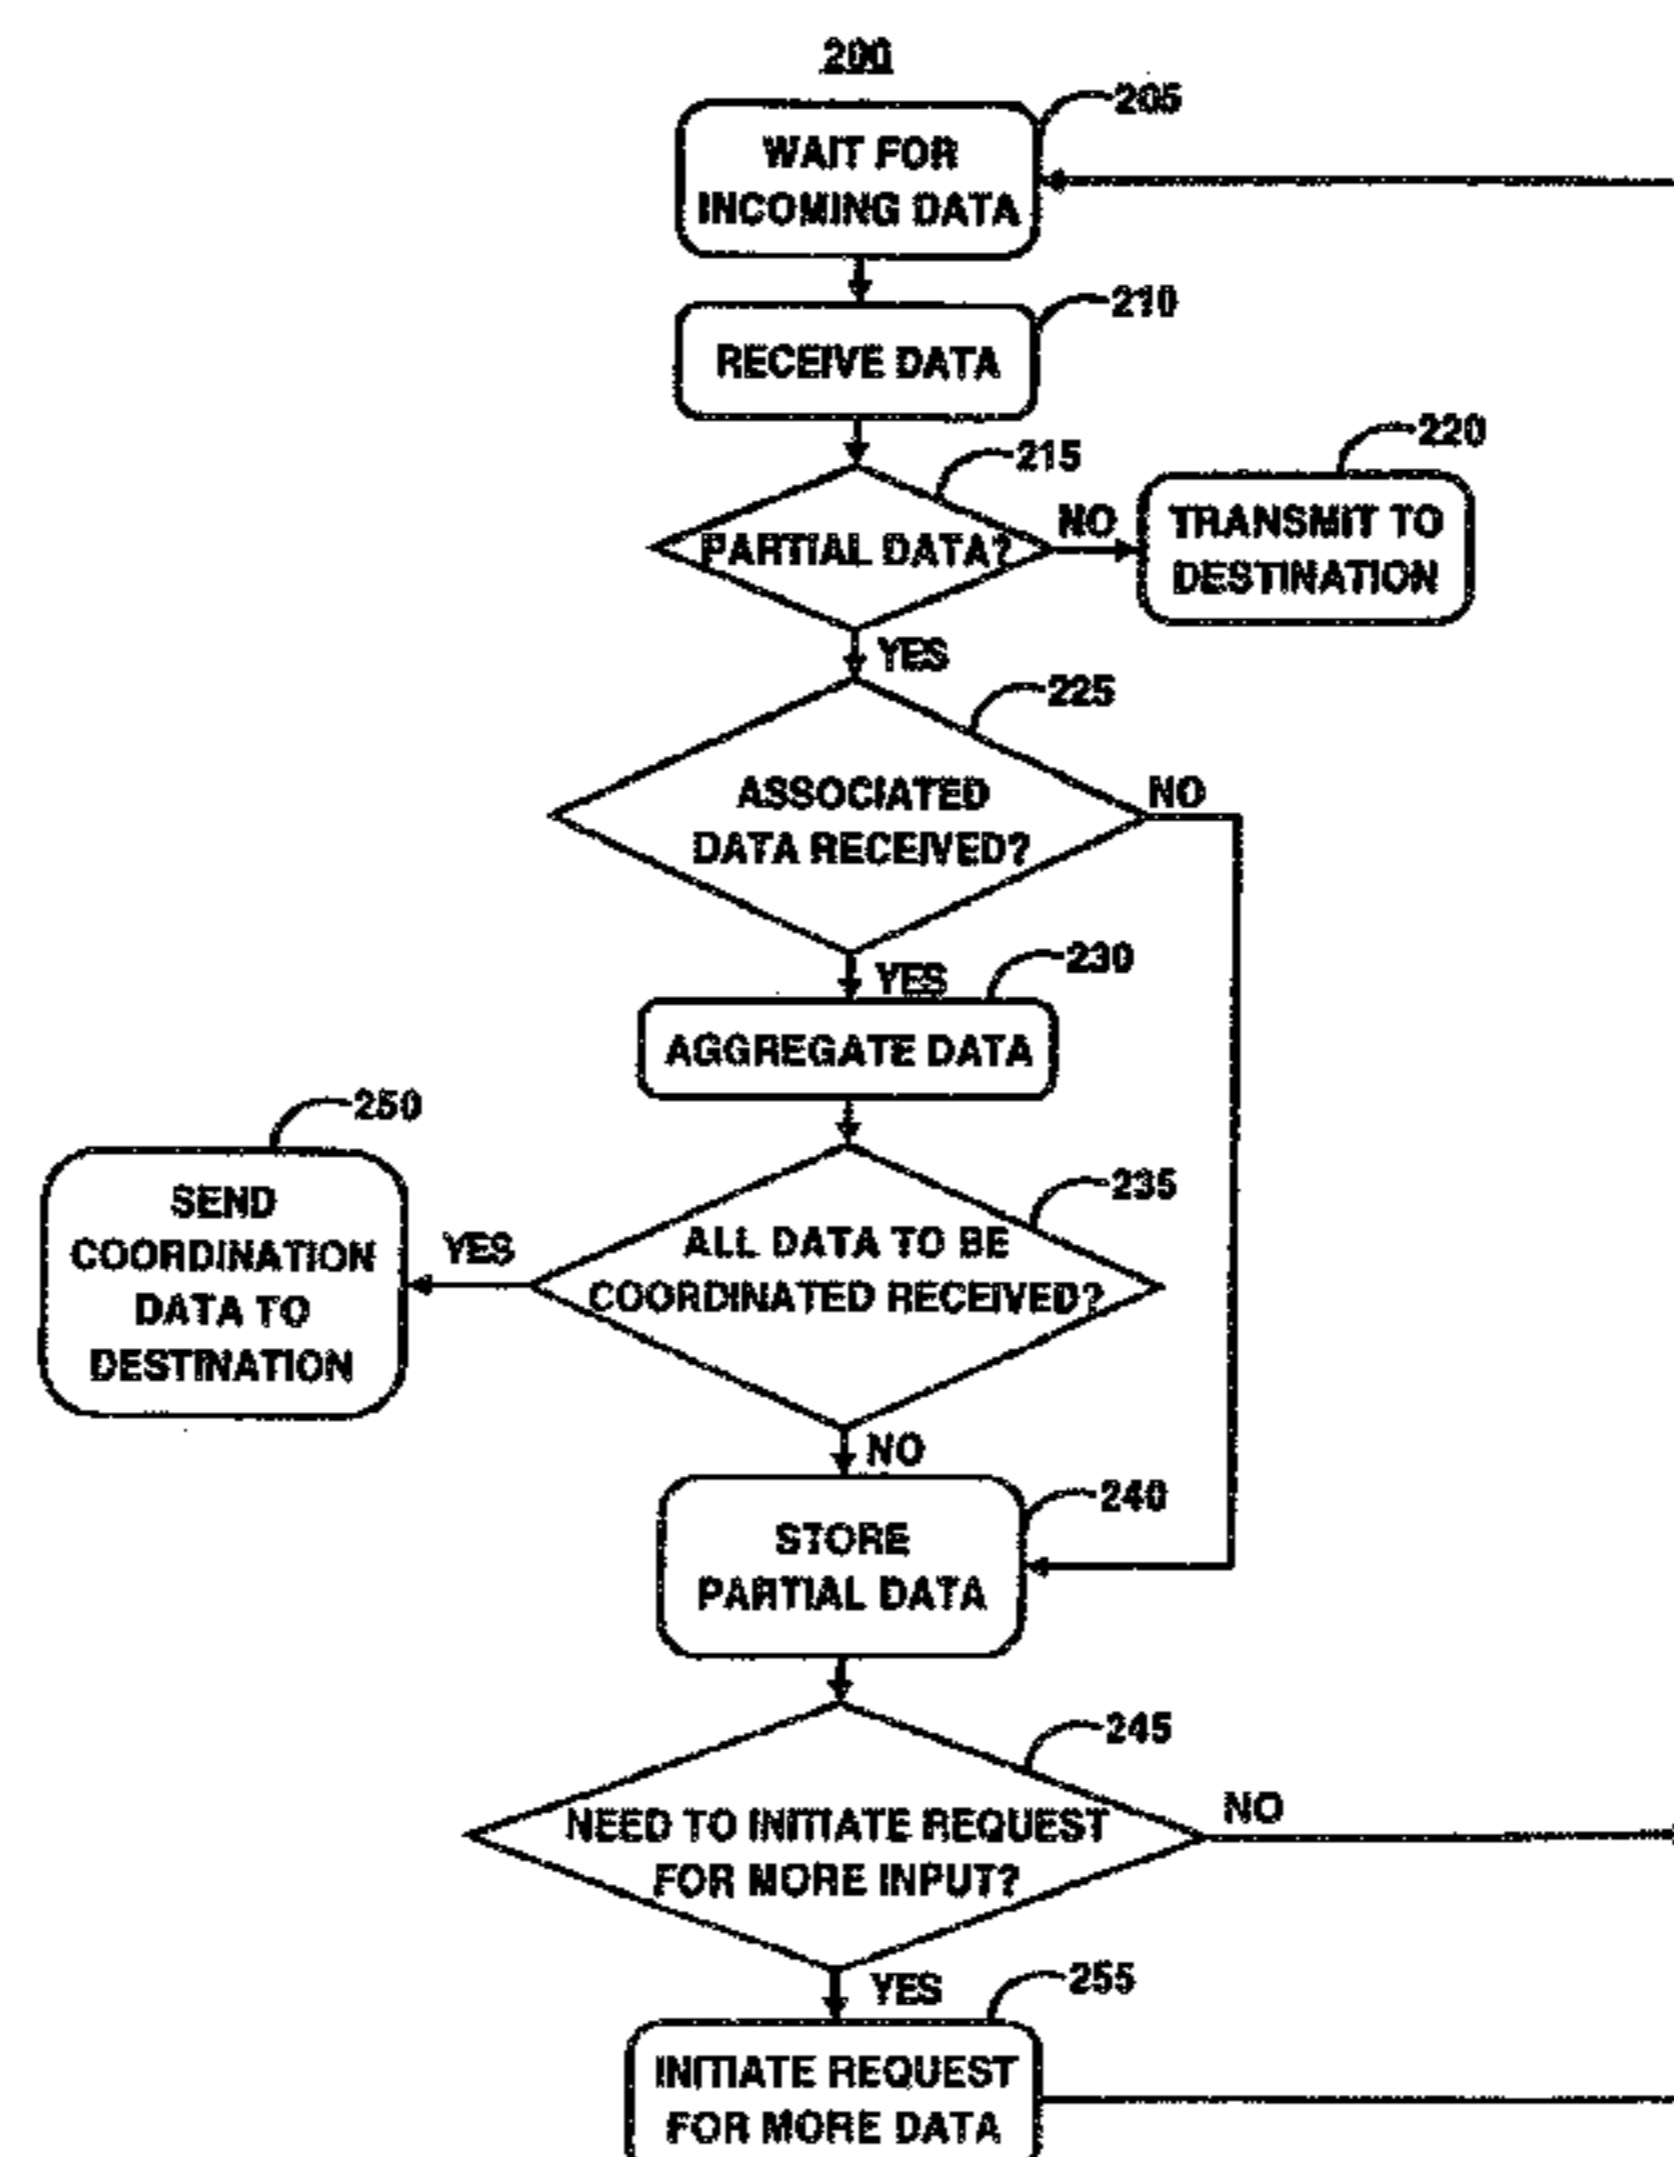 200
205
WAIT FOR
INCOMING DATA
210
RECEIVE DATA
215
PARTIAL DATA?
NO
220
TRANSMIT TO
DESTINATION
YES
225
ASSOCIATED
DATA RECEIVED?
NO
YES
230
AGGREGATE DATA
235
ALL DATA TO BE
COORDINATED RECEIVED?
YES
250
SEND
COORDINATION
DATA TO
DESTINATION
NO
240
STORE
PARTIAL DATA
245
NEED TO INITIATE REQUEST
FOR MORE INPUT?
NO
YES
255
INITIATE REQUEST
FOR MORE DATA